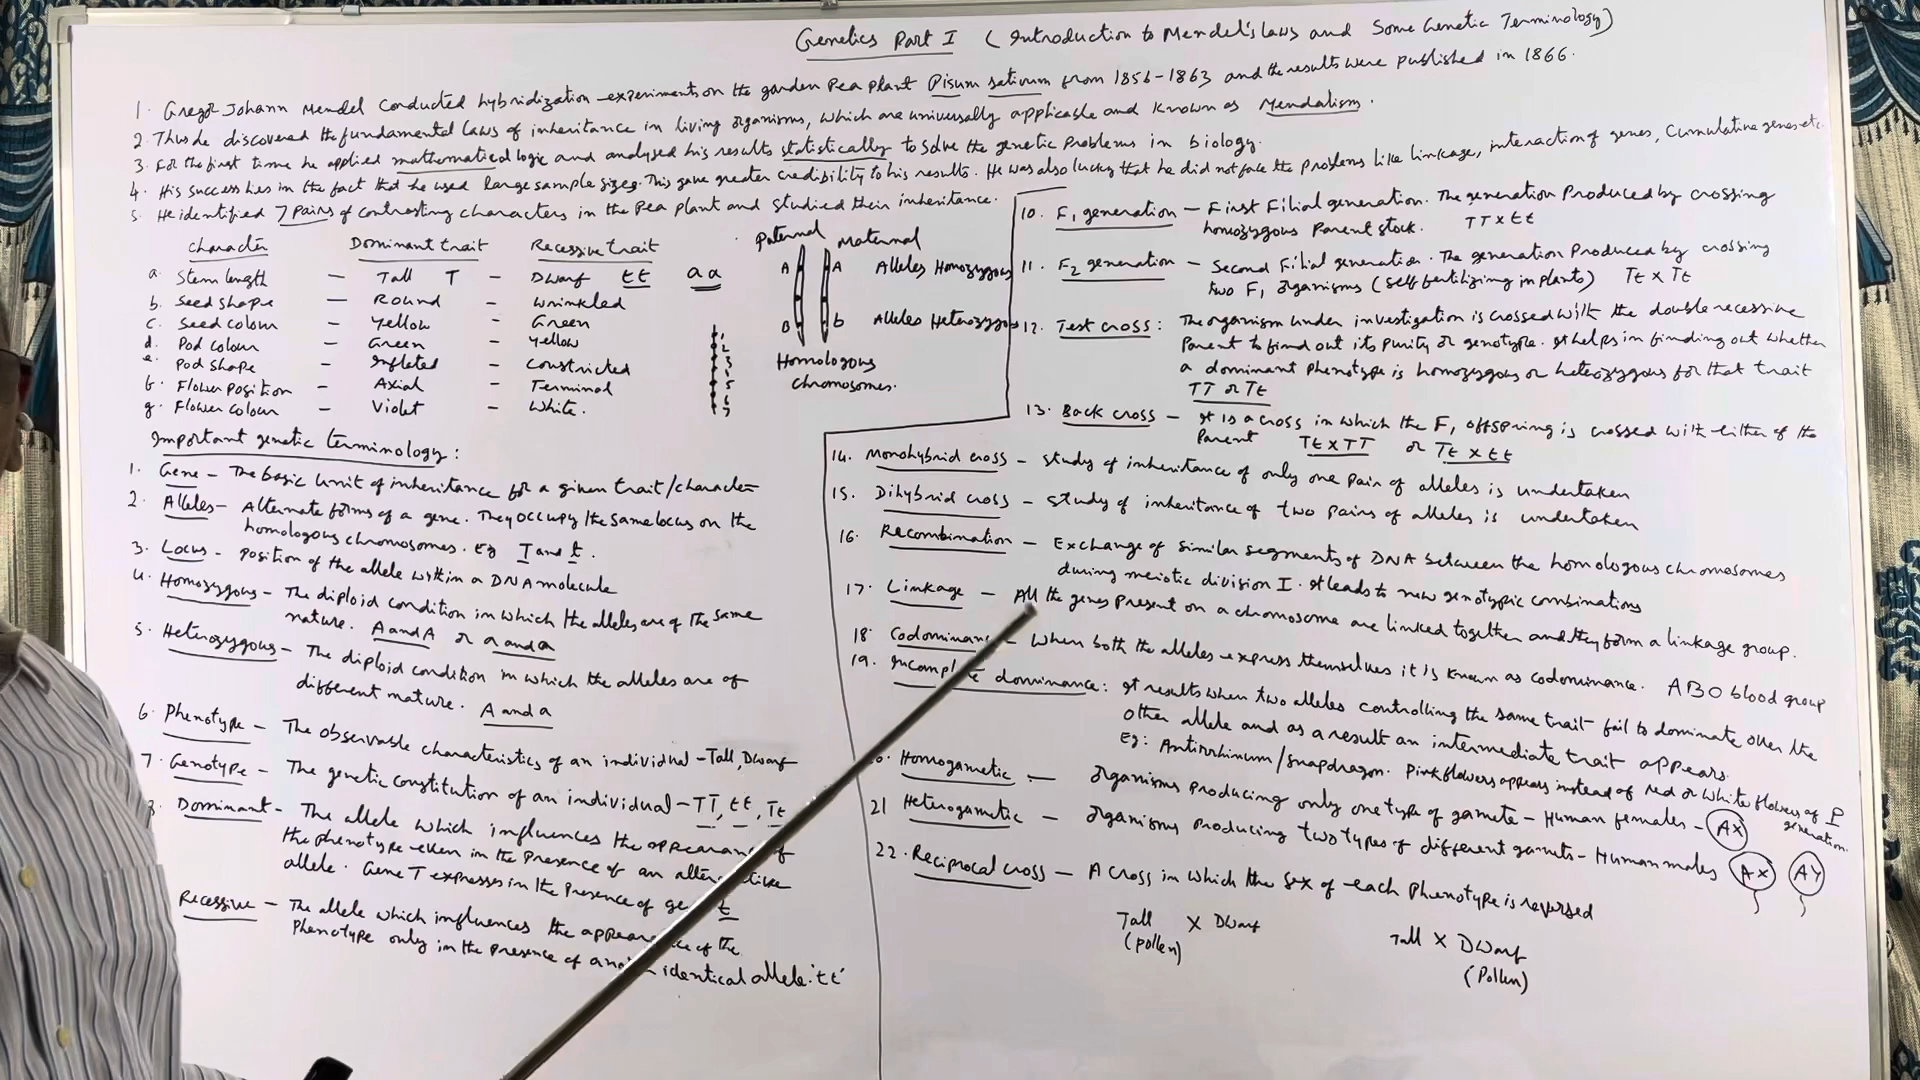 Genetics Part I (Introduction to Mendel's laws and Some Genetic Terminology)
1. Gregor Johann Mendel conducted hybridization experiments on the garden Pea plant Pisum sativum from 1856-1863 and the results were published in 1866.
2. Thus he discovered the fundamental laws of inheritance in living organisms, which are universally applicable and known as Mendalism.
3. For the first time he applied mathematical logic and analysed his results statistically to solve the genetic problems in biology.
4. His success lies in the fact that he used large sample sizes. This gave greater credibility to his results. He was also lucky that he did not face the problems like linkage, interaction of genes, Cumulative genes etc.
5. He identified 7 pairs of contrasting characters in the Pea plant and studied their inheritance.
Character Dominant trait Recessive trait
a. Stem length - Tall T - Dwarf tt aa
b. Seed shape - Round - Wrinkled
c. Seed colour - Yellow - Green
d. Pod colour - Green - Yellow
e. Pod shape - Inflated - Constricted
f. Flower position - Axial - Terminal
g. Flower colour - Violet - White.
1
2
3
5
6
7
Paternal Maternal
A A Alleles Homozygous
B b Alleles Heterozygous
Homologous
chromosomes.
Important genetic terminology:
1. Gene - The basic unit of inheritance for a given trait/character
2. Alleles - Alternate forms of a gene. They occupy the same locus on the
homologous chromosomes. Eg T and t.
3. Locus - position of the allele within a DNA molecule
4. Homozygous - The diploid condition in which the alleles are of the same
nature. A and A or a and a
5. Heterozygous - The diploid condition in which the alleles are of
different nature. A and a
6. Phenotype - The observable characteristics of an individual - Tall, Dwarf
7. Genotype - The genetic constitution of an individual - TT, tt, Tt
Dominant - The allele which influences the appearance of
the phenotype even in the presence of an alternative
allele. Gene T expresses in the presence of t
Recessive - The allele which influences the appearance of the
phenotype only in the presence of identical allele 'tt'
10. F1 generation - First Filial generation. The generation produced by crossing
homozygous Parent stock. TT x tt
11. F2 generation - Second Filial generation. The generation Produced by crossing
two F1 organisms (self fertilizing in plants) Tt x Tt
12. Test cross: The organism under investigation is crossed with the double recessive
Parent to find out its purity or genotype. It helps in finding out whether
a dominant phenotype is homozygous or heterozygous for that trait
TT or Tt
13. Back cross - It is a cross in which the F1 offspring is crossed with either of the
Parent Tt x TT or Tt x tt
14. Monohybrid cross - study of inheritance of only one pair of alleles is undertaken
15. Dihybrid cross - study of inheritance of two pairs of alleles is undertaken
16. Recombination - Exchange of similar segments of DNA between the homologous chromosomes
during meiotic division I. It leads to new genotypic combinations
17. Linkage - All the genes present on a chromosome are linked together and they form a linkage group.
18. Codominance - When both the alleles express themselves it is known as codominance. ABO blood group
19. Incomplete dominance: It results when two alleles controlling the same trait fail to dominate over the
other allele and as a result an intermediate trait appears.
Eg: Antirrhinum/Snapdragon. Pink flowers appears instead of red or white flowers of P
generation.
Homogametic - Organisms producing only one type of gamete - Human females - AX
21 Heterogametic - Organisms producing two types of different gamets - Human males AX AY
22. Reciprocal cross - A cross in which the sex of each phenotype is reversed
Tall X Dwarf
(pollen)
Tall X Dwarf
(Pollen)